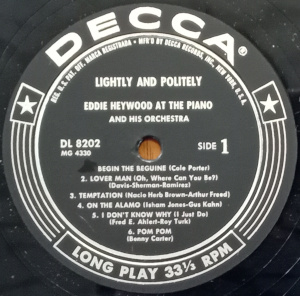 DECCA®
REG. U.S. PAT. OFF. MARCA REGISTRADA • MF'D BY DECCA RECORDS, INC., NEW YORK, U.S.A.
LIGHTLY AND POLITELY
EDDIE HEYWOOD AT THE PIANO
AND HIS ORCHESTRA
DL 8202
MG 4330
SIDE 1
BEGIN THE BEGUINE (Cole Porter)
2. LOVER MAN (Oh, Where Can You Be?)
(Davis-Sherman-Ramirez)
3. TEMPTATION (Nacio Herb Brown-Arthur Freed)
4. ON THE ALAMO (Isham Jones-Gus Kahn)
5. I DON'T KNOW WHY (I Just Do)
(Fred E. Ahlert-Roy Turk)
6. POM POM
(Benny Carter)
LONG PLAY 33⅓ RPM